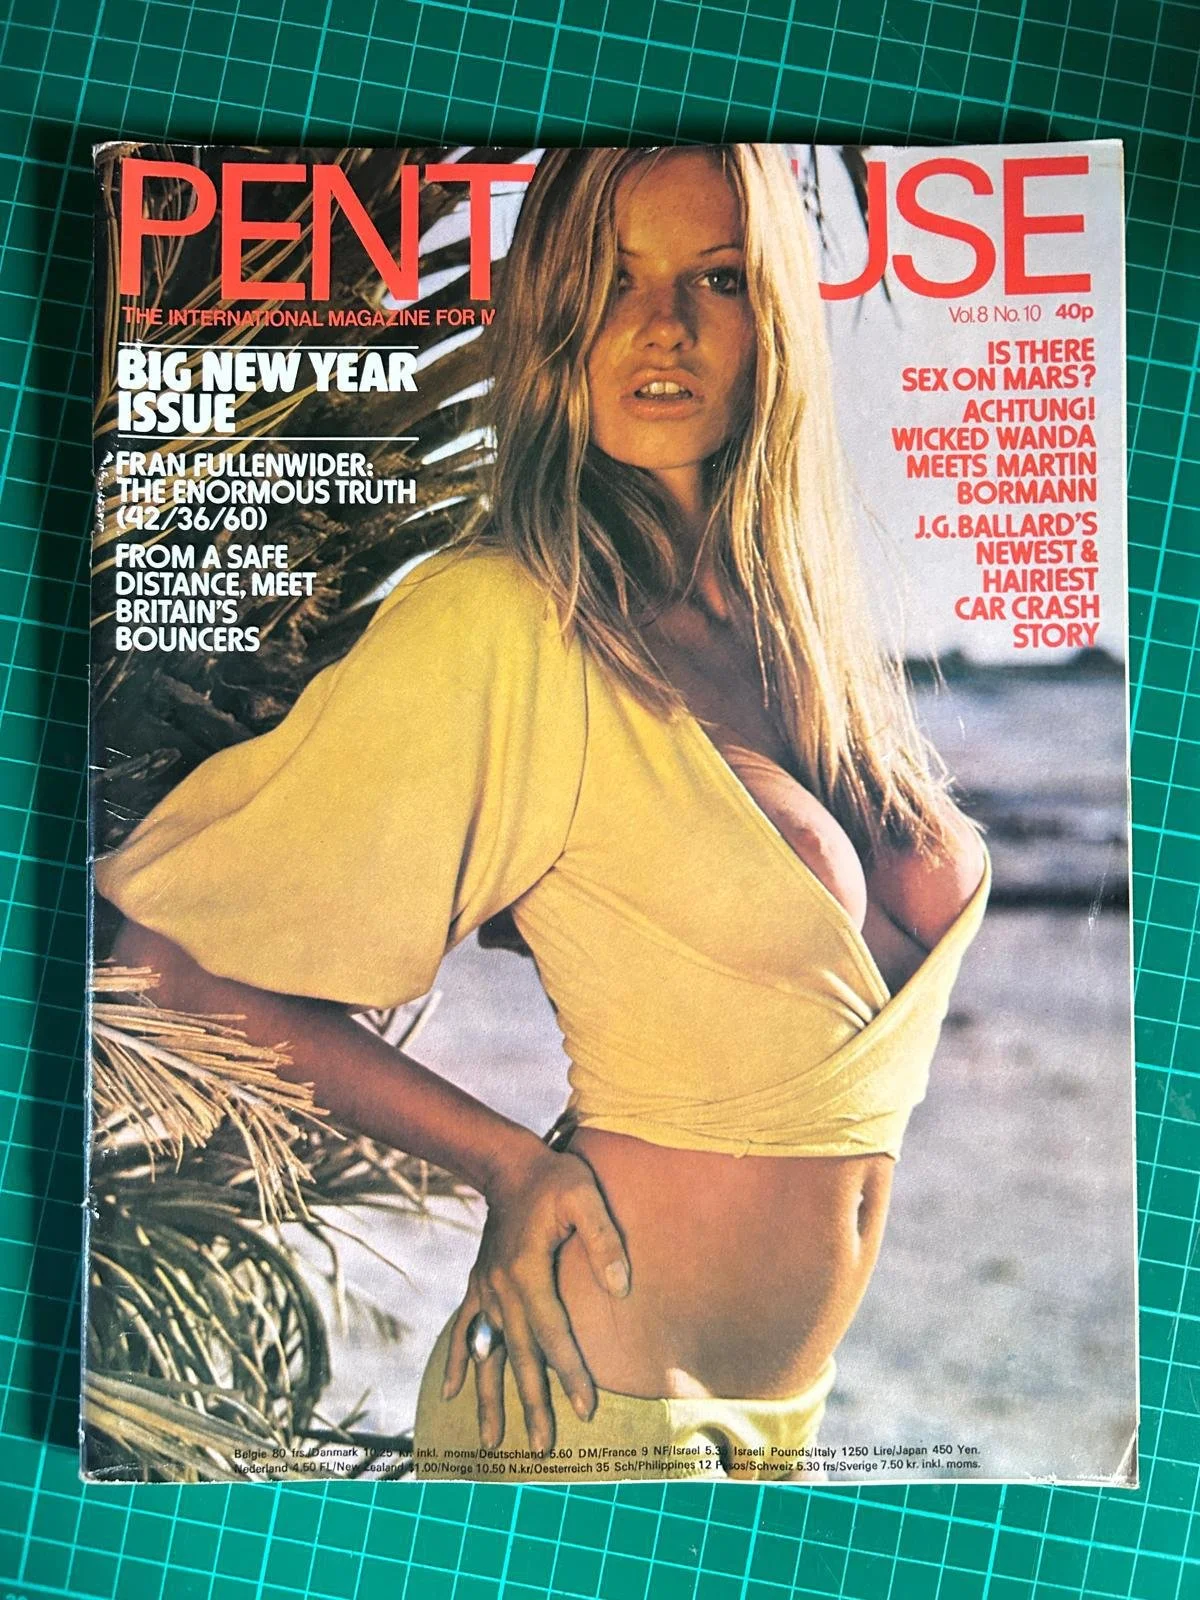 PENT USE
THE INTERNATIONAL MAGAZINE FOR M
Vol.8 No.10 40p
BIG NEW YEAR
ISSUE
FRAN FULLENWIDER:
THE ENORMOUS TRUTH
(42/36/60)
FROM A SAFE
DISTANCE, MEET
BRITAIN'S
BOUNCERS
IS THERE
SEX ON MARS?
ACHTUNG!
WICKED WANDA
MEETS MARTIN
BORMANN
J.G.BALLARD'S
NEWEST &
HAIRIEST
CAR CRASH
STORY
Belgie 80 frs./Danmark 10.25 Kr. inkl. moms/Deutschland 5.60 DM/France 9 NF/Israel 5.35 Israeli Pounds/Italy 1250 Lire/Japan 450 Yen.
Nederland 4.50 FL/New Zealand $1.00/Norge 10.50 N.kr/Oesterreich 35 Sch/Philippines 12 Pesos/Schweiz 5.30 frs/Sverige 7.50 kr. inkl. moms.